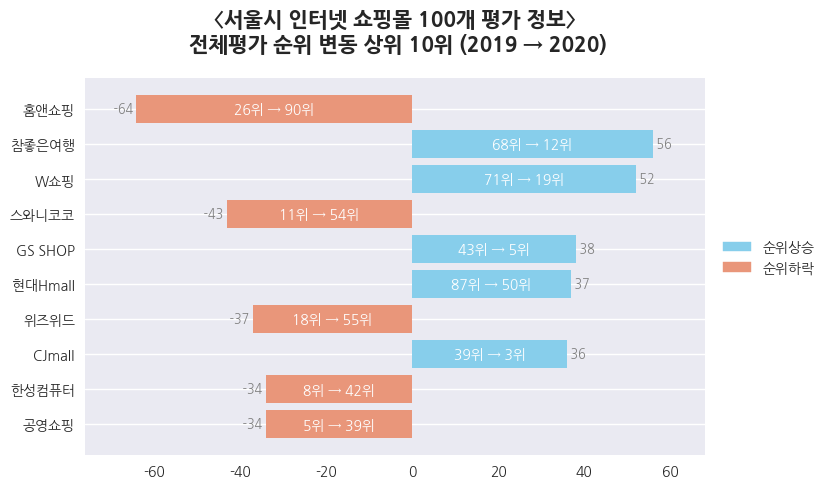 <서울시 인터넷 쇼핑몰 100개 평가 정보>
전체평가 순위 변동 상위 10위 (2019 → 2020)
홈앤쇼핑 -64 26위 → 90위
참좋은여행 68위 → 12위 56
W쇼핑 71위 → 19위 52
스와니코코 -43 11위 → 54위
GS SHOP 43위 → 5위 38
현대Hmall 87위 → 50위 37
위즈위드 -37 18위 → 55위
CJmall 39위 → 3위 36
한성컴퓨터 -34 8위 → 42위
공영쇼핑 -34 5위 → 39위
-60 -40 -20 0 20 40 60
순위상승
순위하락